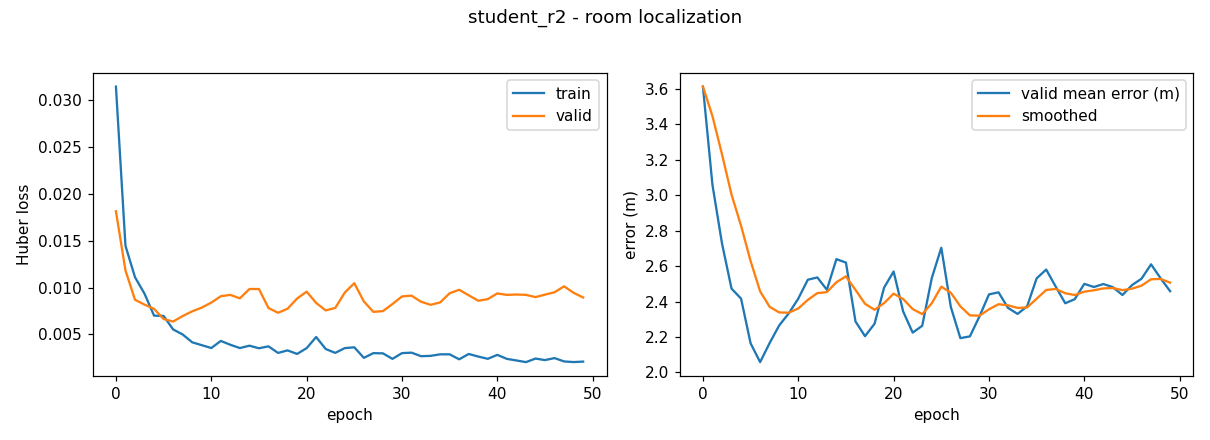 student_r2 - room localization
train
valid
Huber loss
0.030
0.025
0.020
0.015
0.010
0.005
0 10 20 30 40 50
epoch
valid mean error (m)
smoothed
error (m)
3.6
3.4
3.2
3.0
2.8
2.6
2.4
2.2
2.0
0 10 20 30 40 50
epoch